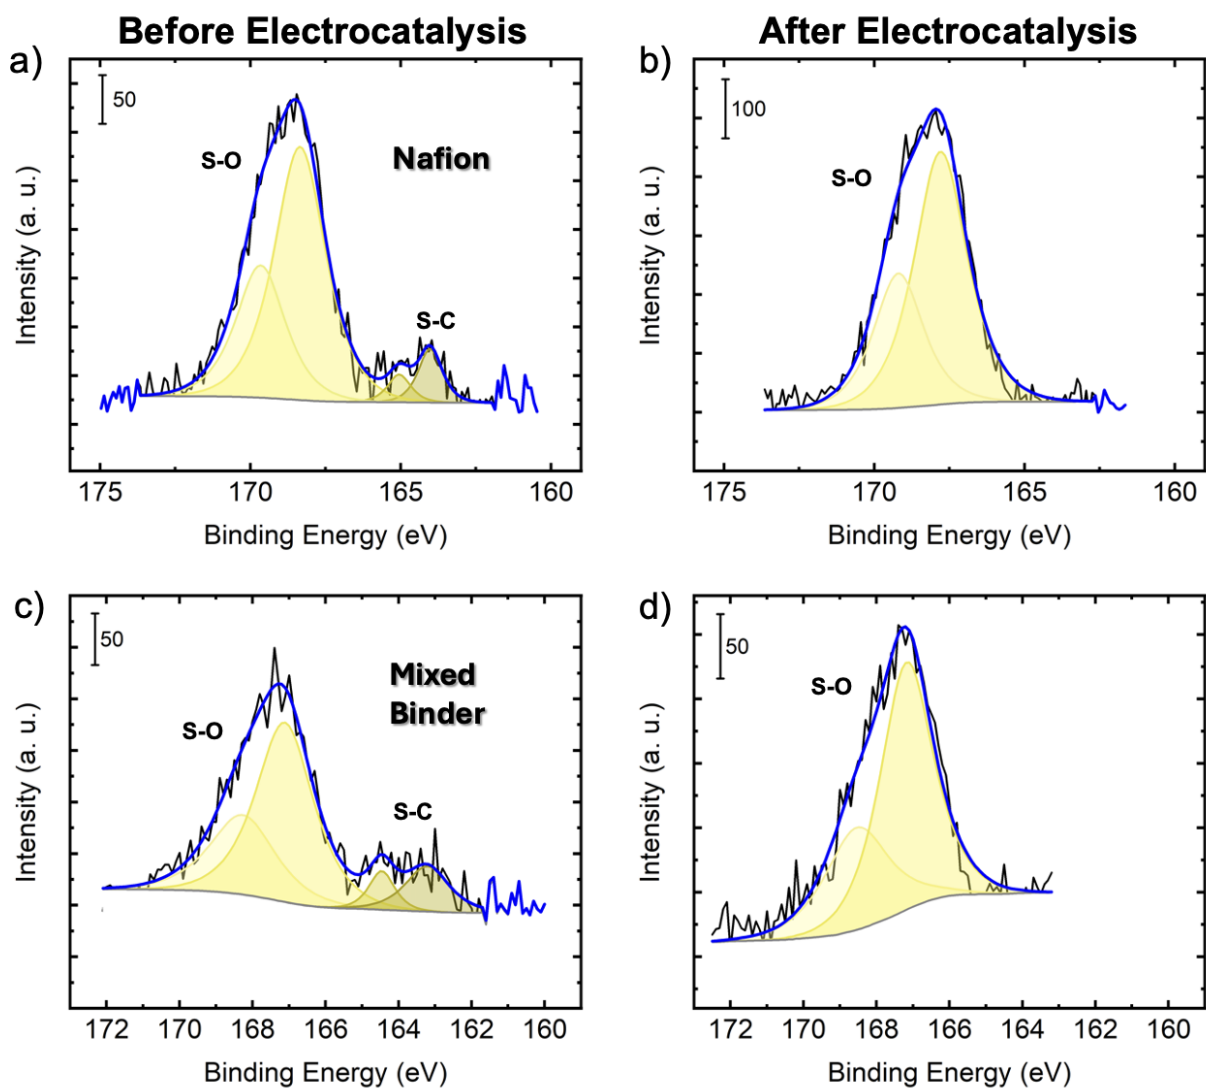 Before Electrocatalysis
After Electrocatalysis
a)
50
S-O
Nafion
S-C
Intensity (a. u.)
175 170 165 160
Binding Energy (eV)
b)
100
S-O
Intensity (a. u.)
175 170 165 160
Binding Energy (eV)
c)
50
Mixed
Binder
S-O
S-C
Intensity (a. u.)
172 170 168 166 164 162 160
Binding Energy (eV)
d)
50
S-O
Intensity (a. u.)
172 170 168 166 164 162 160
Binding Energy (eV)